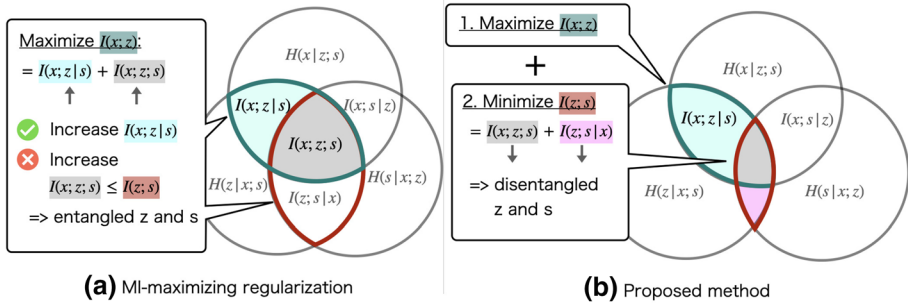 Maximize I(x; z):
= I(x; z | s) + I(x; z; s)
Increase I(x; z | s)
Increase
I(x; z; s) ≤ I(z; s)
=> entangled z and s
H(x | z; s)
I(x; z | s)
I(x; s | z)
I(x; z; s)
H(z | x; s)
I(z; s | x)
H(s | x; z)
(a) MI-maximizing regularization
1. Maximize I(x; z)
+
2. Minimize I(z; s)
= I(x; z; s) + I(z; s | x)
=> disentangled
z and s
H(x | z; s)
I(x; z | s)
I(x; s | z)
H(z | x; s)
H(s | x; z)
(b) Proposed method